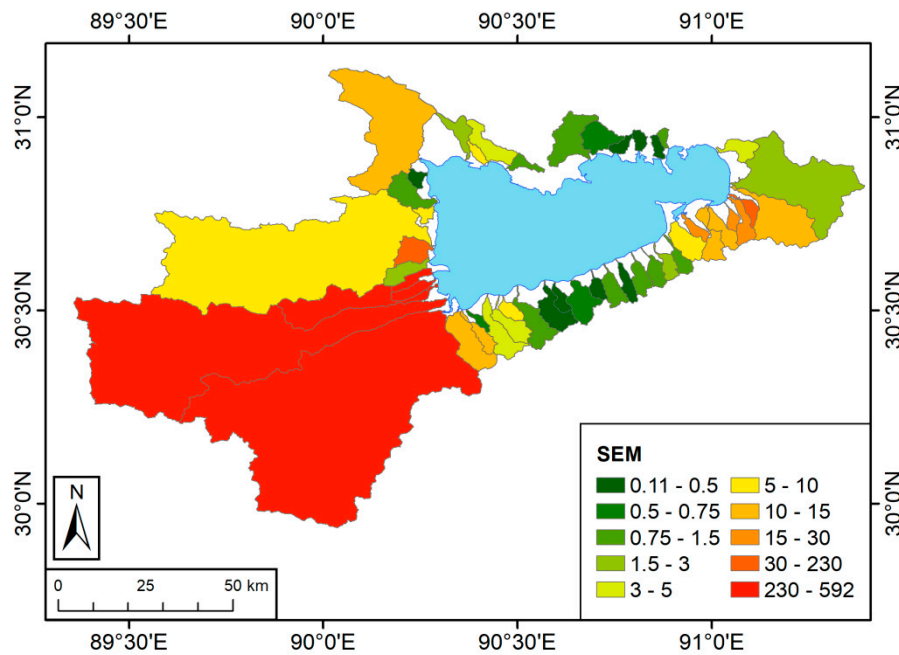 89°30'E 90°0'E 90°30'E 91°0'E
31°0'N 31°0'N
30°30'N 30°30'N
30°0'N 30°0'N
N
0 25 50 km
SEM
0.11 - 0.5 5 - 10
0.5 - 0.75 10 - 15
0.75 - 1.5 15 - 30
1.5 - 3 30 - 230
3 - 5 230 - 592
89°30'E 90°0'E 90°30'E 91°0'E